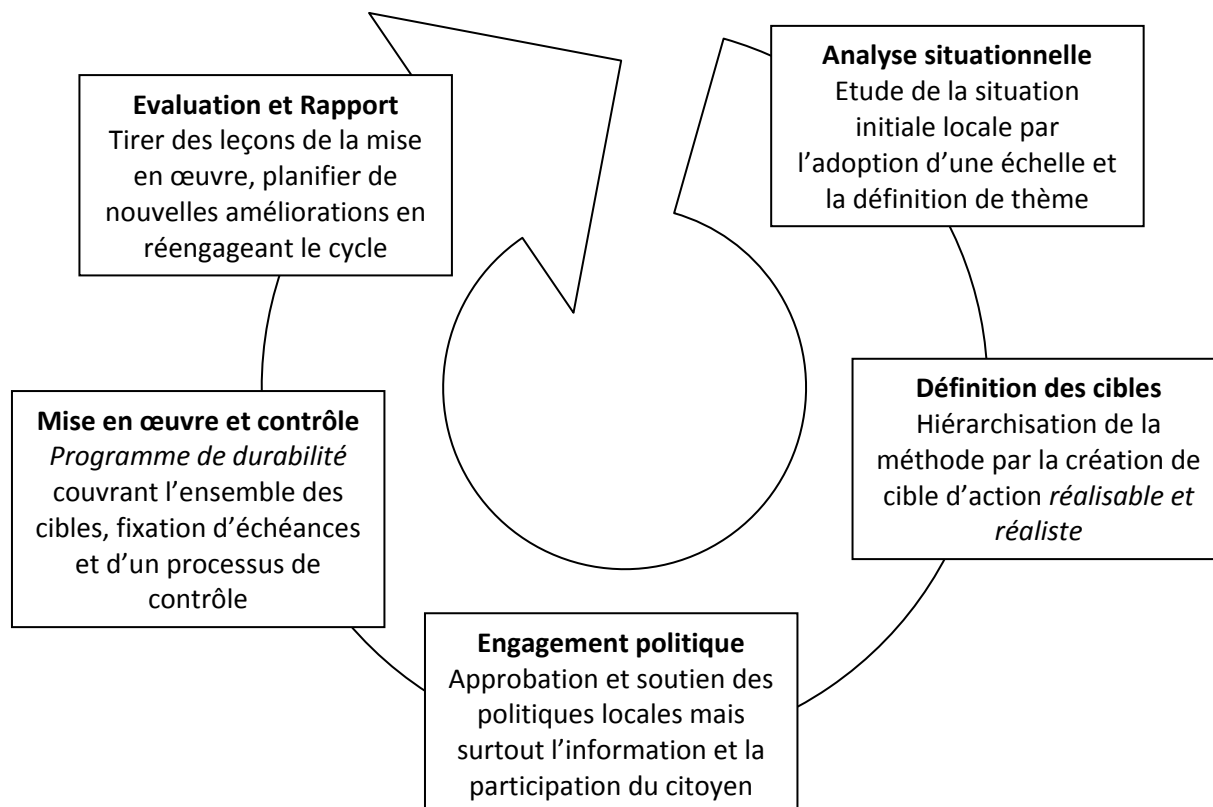 Analyse situationnelle
Etude de la situation
initiale locale par
l’adoption d’une échelle et
la définition de thème
Définition des cibles
Hiérarchisation de la
méthode par la création de
cible d’action réalisable et
réaliste
Engagement politique
Approbation et soutien des
politiques locales mais
surtout l’information et la
participation du citoyen
Mise en œuvre et contrôle
Programme de durabilité
couvrant l’ensemble des
cibles, fixation d’échéances
et d’un processus de
contrôle
Evaluation et Rapport
Tirer des leçons de la mise
en œuvre, planifier de
nouvelles améliorations en
réengageant le cycle